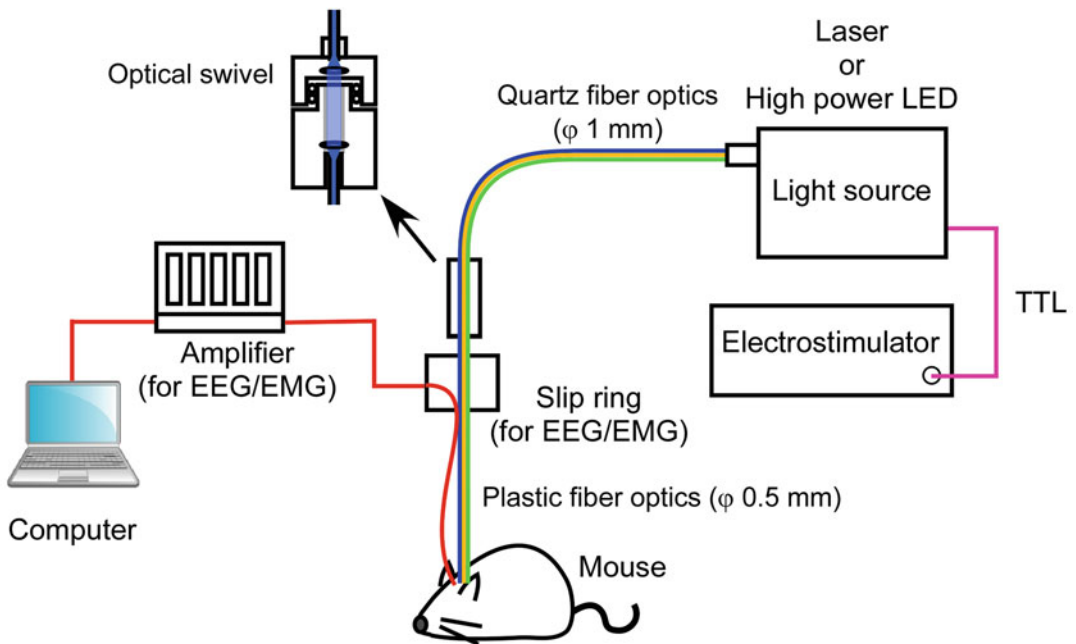 Optical swivel
Quartz fiber optics
(φ 1 mm)
Laser
or
High power LED
Light source
TTL
Electrostimulator
Amplifier
(for EEG/EMG)
Slip ring
(for EEG/EMG)
Plastic fiber optics (φ 0.5 mm)
Computer
Mouse